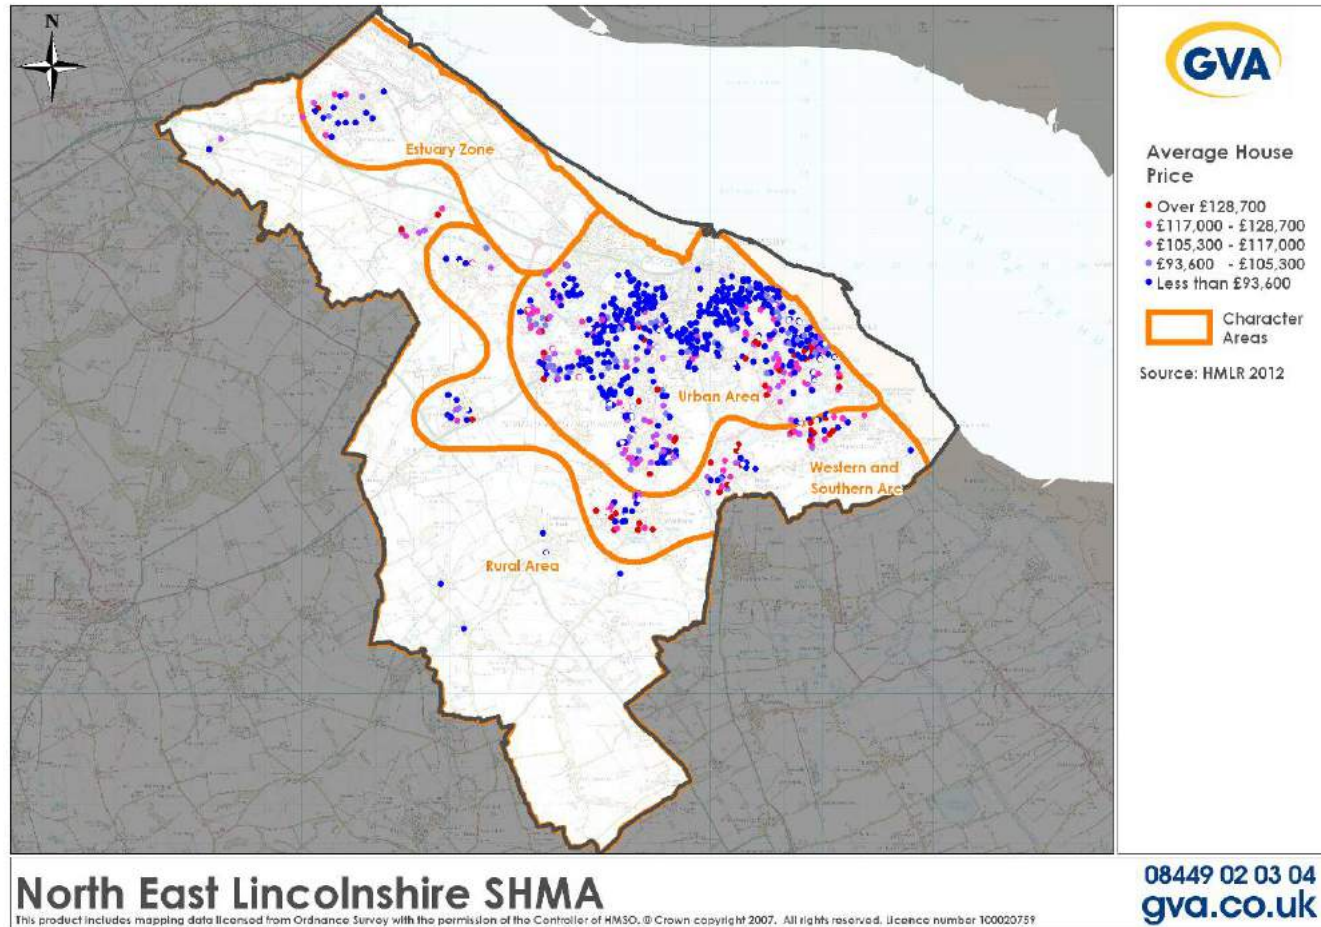 N
GVA
Average House
Price
Over £128,700
£117,000 - £128,700
£105,300 - £117,000
£93,600 - £105,300
Less than £93,600
Character
Areas
Source: HMLR 2012
Estuary Zone
Urban Area
Western and
Southern Arc
Rural Area
North East Lincolnshire SHMA
This product includes mapping data licensed from Ordnance Survey with the permission of the Controller of HMSO. © Crown copyright 2007. All rights reserved. Licence number 100020759
08449 02 03 04
gva.co.uk